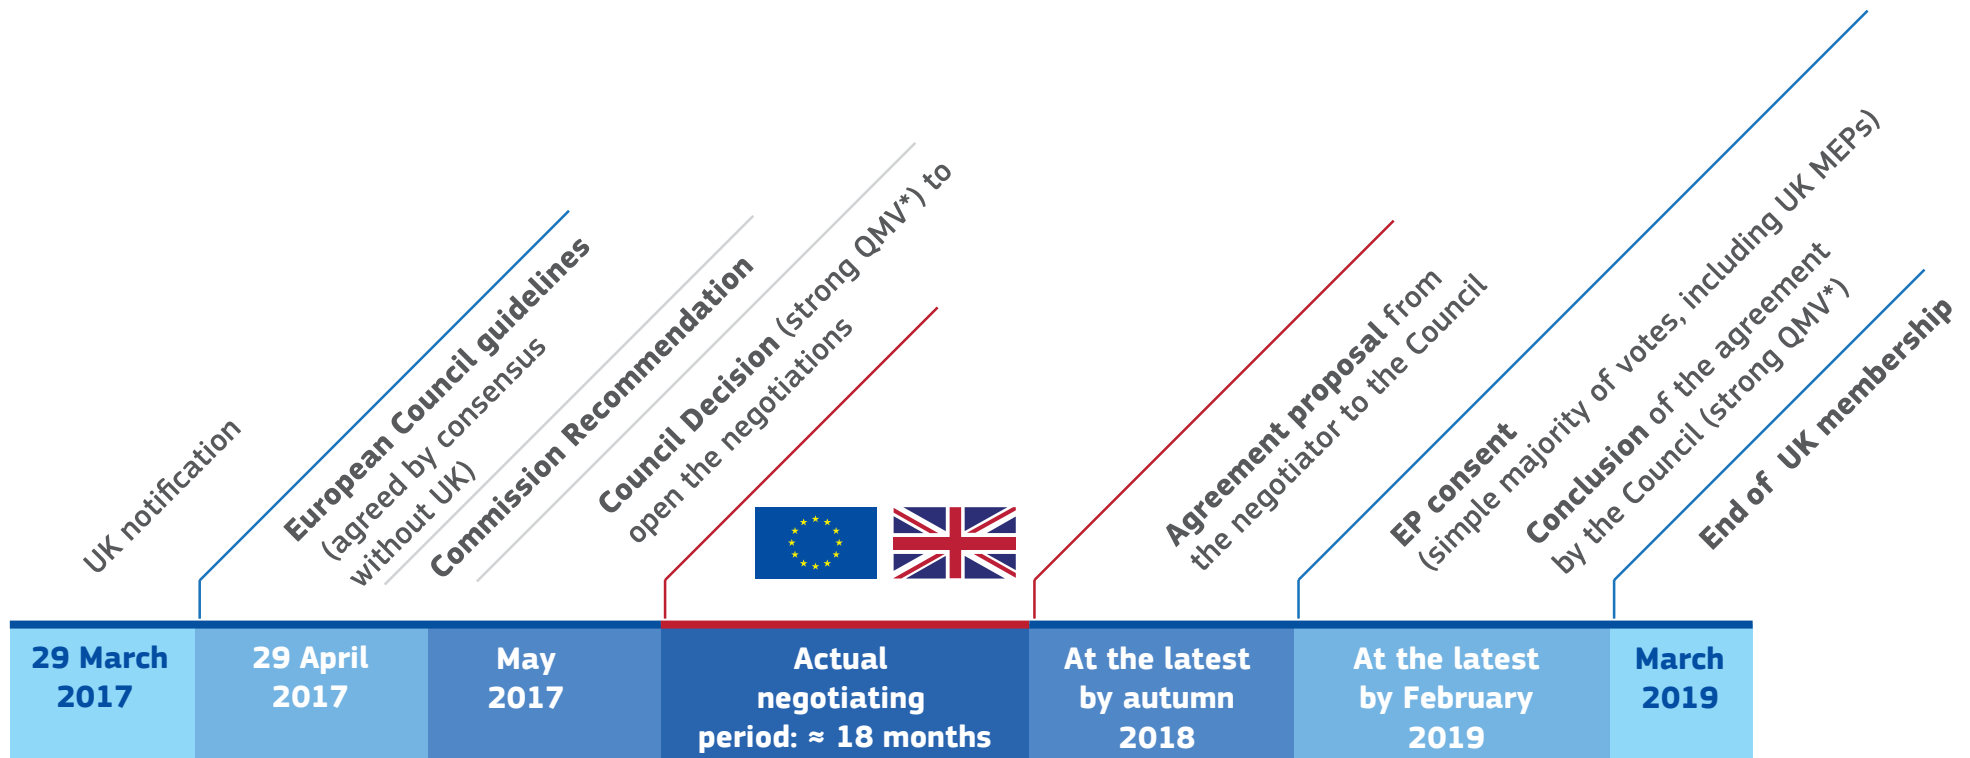 UK notification
European Council guidelines
(agreed by consensus
without UK)
Commission Recommendation
Council Decision (strong QMV*) to
open the negotiations
Agreement proposal from
the negotiator to the Council
EP consent
(simple majority of votes, including UK MEPs)
Conclusion of the agreement
by the Council (strong QMV*)
End of UK membership
29 March
2017
29 April
2017
May
2017
Actual
negotiating
period: ≈ 18 months
At the latest
by autumn
2018
At the latest
by February
2019
March
2019